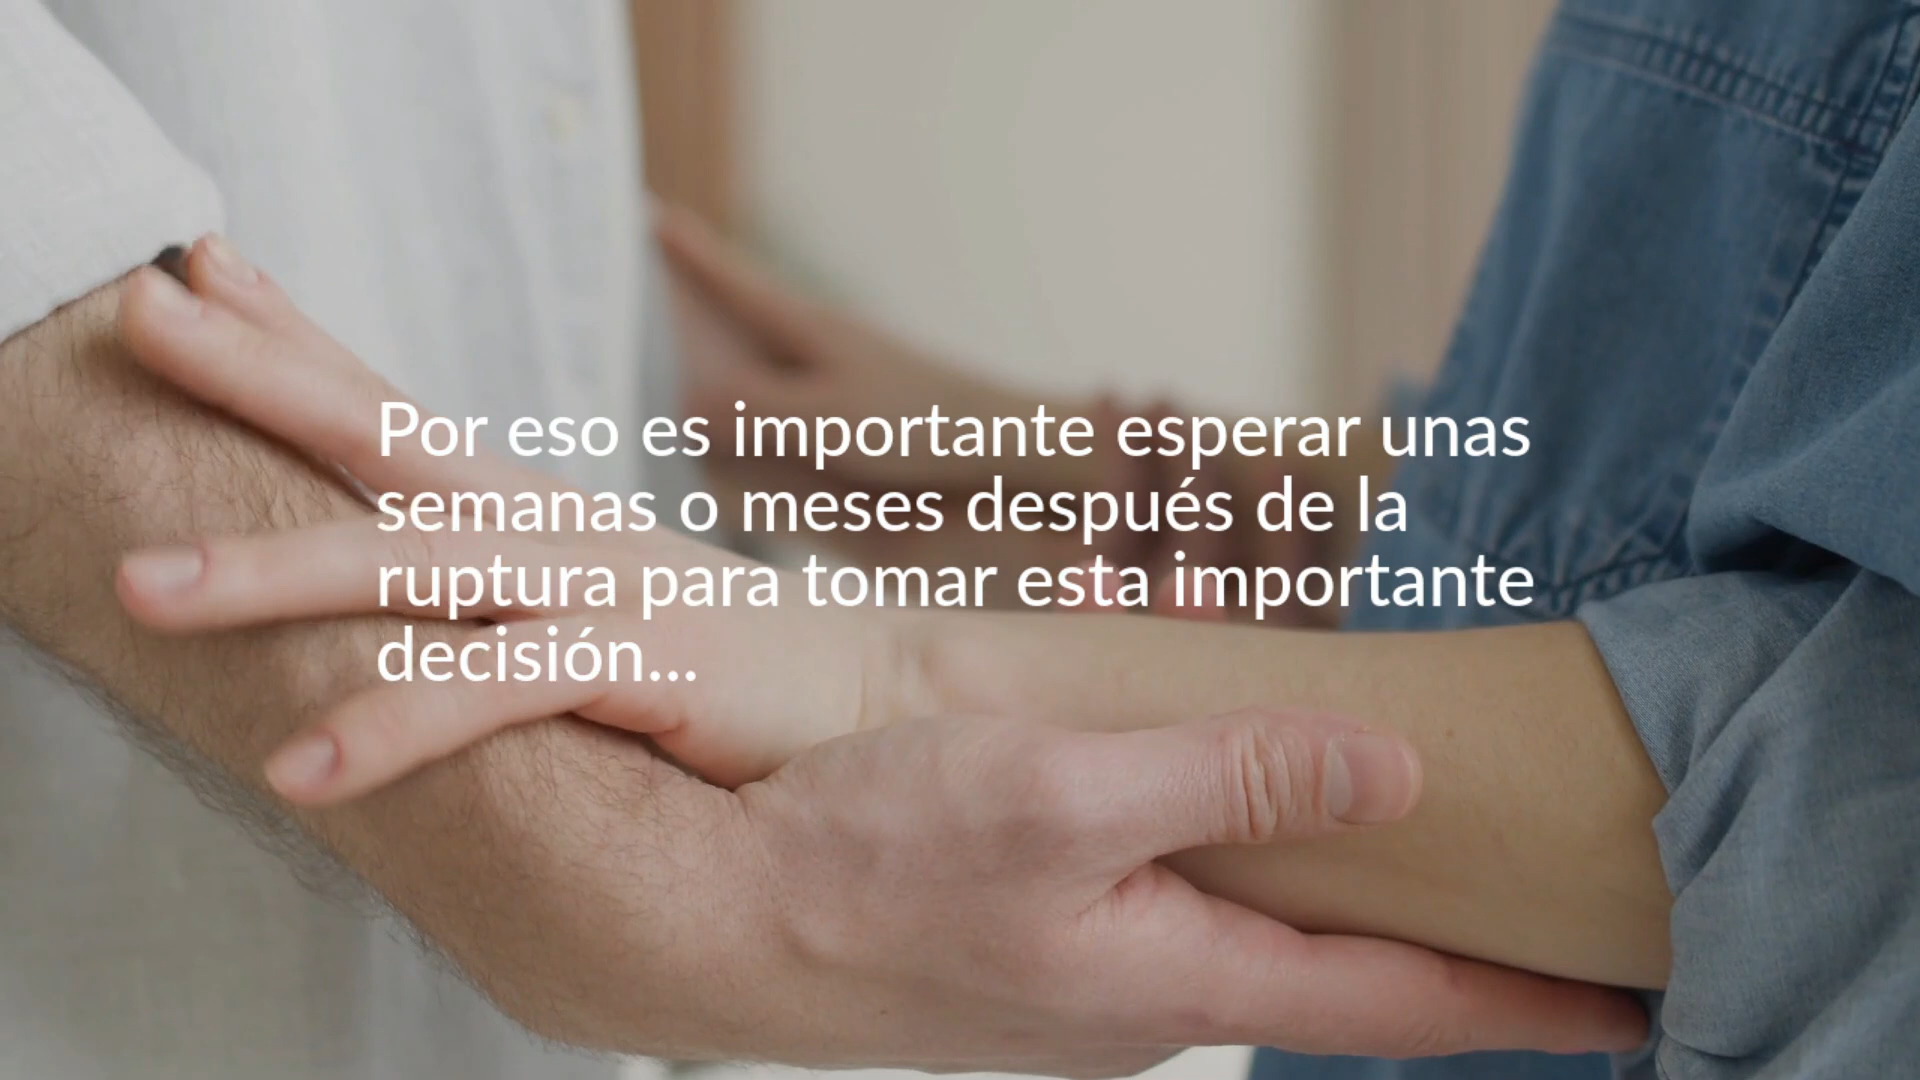 Por eso es importante esperar unas
semanas o meses después de la
ruptura para tomar esta importante
decisión...